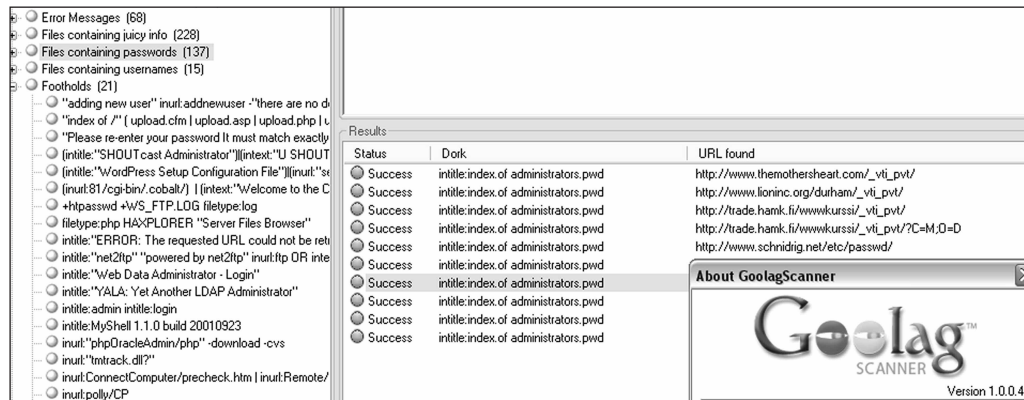 Error Messages (68)
Files containing juicy info (228)
Files containing passwords (137)
Files containing usernames (15)
Footholds (21)
"adding new user" inurl:addnewuser -"there are no d
"index of /" ( upload.cfm | upload.asp | upload.php | u
"Please re-enter your password It must match exactly
(intitle:"SHOUTcast Administrator")|(intext:"U SHOUT
(intitle:"WordPress Setup Configuration File")|(inurl:"se
(inurl:81/cgi-bin/.cobalt/) | (intext:"Welcome to the C
+htpasswd +WS_FTP.LOG filetype:log
filetype:php HAXPLORER "Server Files Browser"
intitle:"ERROR: The requested URL could not be retr
intitle:"net2ftp" "powered by net2ftp" inurl:ftp OR inte
intitle:"Web Data Administrator - Login"
intitle:"YALA: Yet Another LDAP Administrator"
intitle:admin intitle:login
intitle:MyShell 1.1.0 build 20010923
inurl:"phpOracleAdmin/php" -download -cvs
inurl:"tmtrack.dll?"
inurl:ConnectComputer/precheck.htm | inurl:Remote/
inurl:polly/CP
Results
Status Dork URL found
Success intitle:index.of administrators.pwd http://www.themothersheart.com/_vti_pvt/
Success intitle:index.of administrators.pwd http://www.lioninc.org/durham/_vti_pvt/
Success intitle:index.of administrators.pwd http://trade.hamk.fi/wwwkurssi/_vti_pvt/
Success intitle:index.of administrators.pwd http://trade.hamk.fi/wwwkurssi/_vti_pvt/?C=M;O=D
Success intitle:index.of administrators.pwd http://www.schnidrig.net/etc/passwd/
Success intitle:index.of administrators.pwd
Success intitle:index.of administrators.pwd
Success intitle:index.of administrators.pwd
Success intitle:index.of administrators.pwd
Success intitle:index.of administrators.pwd
About GoolagScanner
Goolag™
SCANNER
Version 1.0.0.4